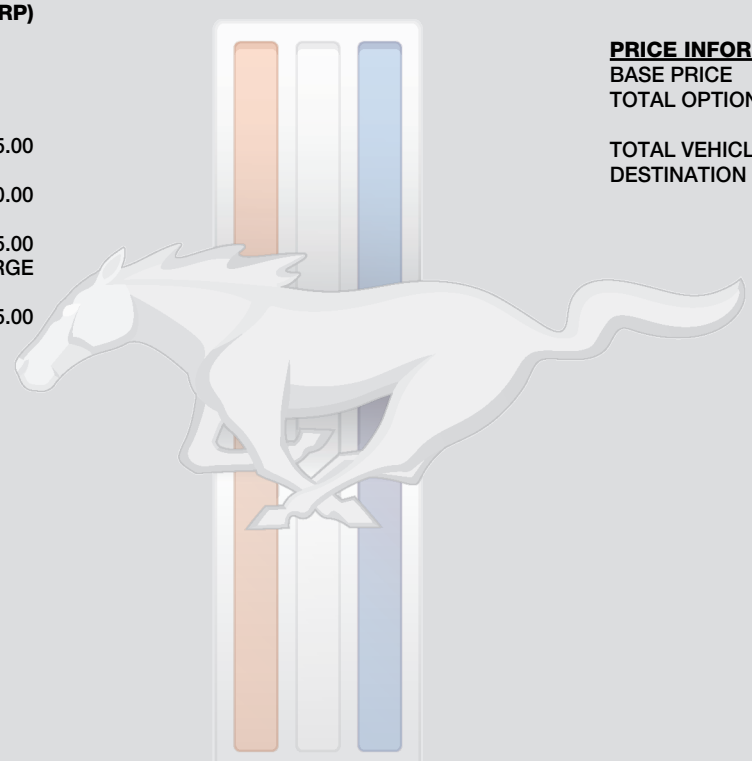 RP)
5.00
0.00
5.00
RGE
5.00
PRICE INFOR
BASE PRICE
TOTAL OPTION
TOTAL VEHICL
DESTINATION